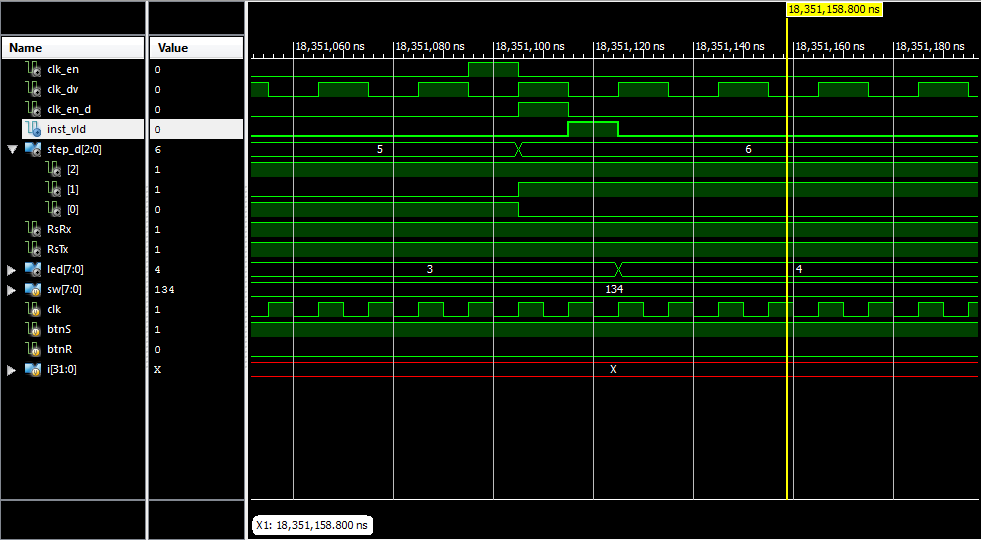 18,351,158.800 ns
Name Value 18,351,060 ns 18,351,080 ns 18,351,100 ns 18,351,120 ns 18,351,140 ns 18,351,160 ns 18,351,180 ns
clk_en 0
clk_dv 0
clk_en_d 0
inst_vld 0
step_d[2:0] 6 5 6
[2] 1
[1] 1
[0] 0
RsRx 1
RsTx 1
led[7:0] 4 3 4
sw[7:0] 134 134
clk 1
btnS 1
btnR 0
i[31:0] X X
X1: 18,351,158.800 ns